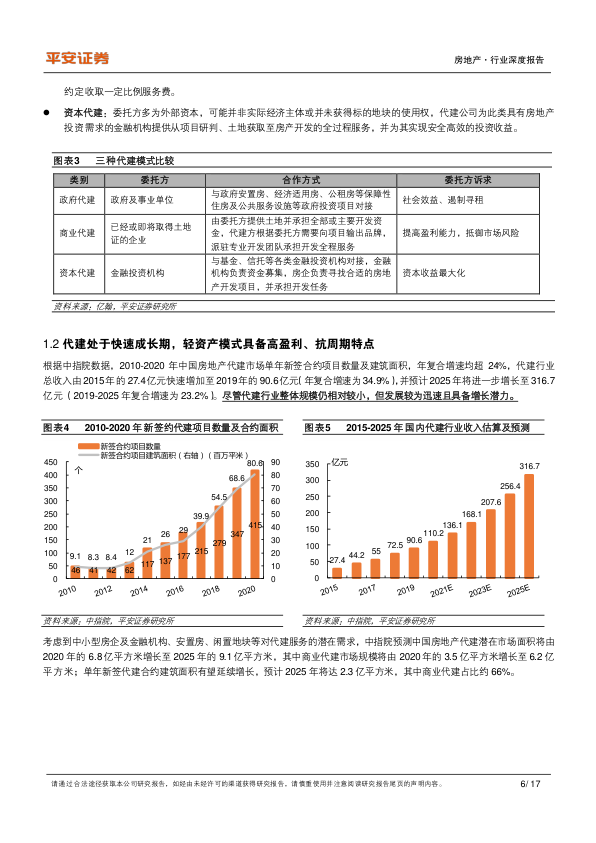 平安证券
房地产·行业深度报告
约定收取一定比例服务费。
● 资本代建：委托方多为外部资本，可能并非实际经济主体或并未获得标的地块的使用权，代建公司为此类具有房地产
投资需求的金融机构提供从项目研判、土地获取至房产开发的全过程服务，并为其实现安全高效的投资收益。
图表3 三种代建模式比较
类别 委托方 合作方式 委托方诉求
政府代建 政府及事业单位 与政府安置房、经济适用房、公租房等保障性
住房及公共服务设施等政府投资项目对接 社会效益、遏制寻租
商业代建 已经或即将取得土地
证的企业 由委托方提供土地并承担全部或主要开发资
金，代建方根据委托方需要向项目输出品牌，
派驻专业开发团队承担开发全程服务 提高盈利能力，抵御市场风险
资本代建 金融投资机构 与基金、信托等各类金融投资机构对接，金融
机构负责资金募集，房企负责寻找合适的房地
产开发项目，并承担开发任务 资本收益最大化
资料来源：亿翰，平安证券研究所
1.2 代建处于快速成长期，轻资产模式具备高盈利、抗周期特点
根据中指院数据，2010-2020 年中国房地产代建市场单年新签合约项目数量及建筑面积，年复合增速均超 24%，代建行业
总收入由2015年的 27.4亿元快速增加至2019年的 90.6亿元（年复合增速为34.9%），并预计2025年将进一步增长至316.7
亿元（2019-2025 年复合增速为 23.2%）。尽管代建行业整体规模仍相对较小，但发展较为迅速且具备增长潜力。
图表4 2010-2020 年新签约代建项目数量及合约面积
新签合约项目数量
新签合约项目建筑面积（右轴）（百万平米）
个
450 400 350 300 250 200 150 100 50 0
90 80 70 60 50 40 30 20 10 0
9.1 8.3 8.4 12 21 26 29 39.9 54.5 68.6 80.6
46 41 42 62 117 137 177 215 279 347 415
2010 2012 2014 2016 2018 2020
资料来源：中指院，平安证券研究所
图表5 2015-2025 年国内代建行业收入估算及预测
亿元
350 300 250 200 150 100 50 0
27.4 44.2 55 72.5 90.6 110.2 136.1 168.1 207.6 256.4 316.7
2015 2017 2019 2021E 2023E 2025E
资料来源：中指院，平安证券研究所
考虑到中小型房企及金融机构、安置房、闲置地块等对代建服务的潜在需求，中指院预测中国房地产代建潜在市场面积将由
2020 年的 6.8亿平方米增长至 2025 年的 9.1亿平方米，其中商业代建市场规模将由 2020年的 3.5 亿平方米增长至 6.2 亿
平方米；单年新签代建合约建筑面积有望延续增长，预计 2025 年将达 2.3 亿平方米，其中商业代建占比约 66%。
请通过合法途径获取本公司研究报告，如经由未经许可的渠道获得研究报告，请慎重使用并注意阅读研究报告尾页的声明内容。
6/ 17